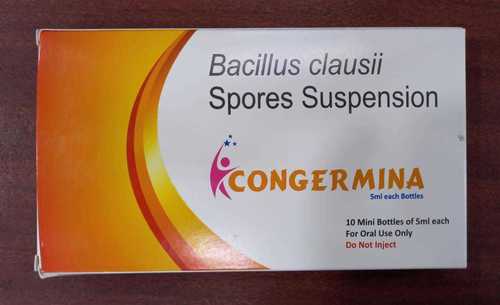 Bacillus clausii
Spores Suspension
CONGERMINA
5ml each Bottles
10 Mini Bottles of 5ml each
For Oral Use Only
Do Not Inject